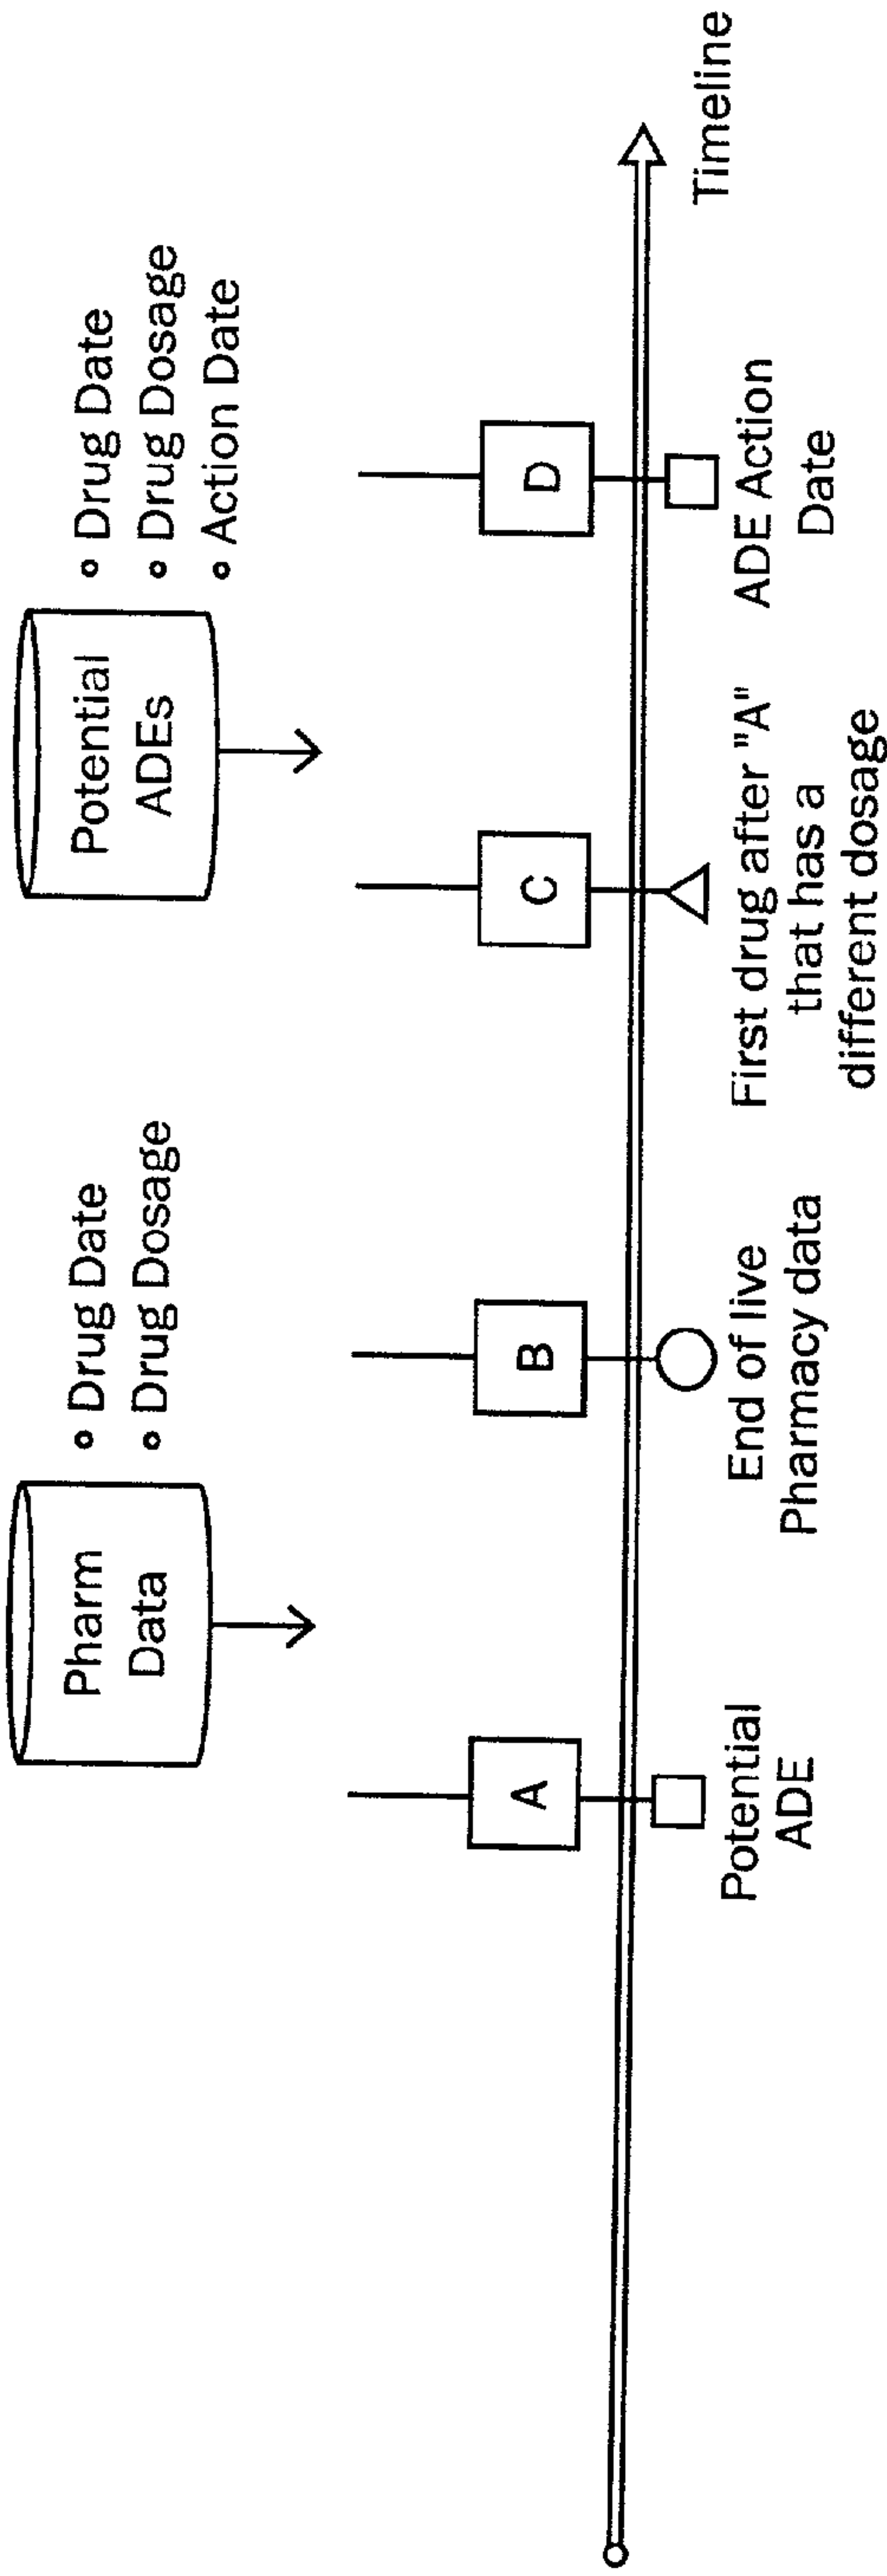 Pharm
Data
• Drug Date
• Drug Dosage
Potential
ADEs
• Drug Date
• Drug Dosage
• Action Date
A
B
C
D
Potential
ADE
End of live
Pharmacy data
First drug after "A"
that has a
different dosage
ADE Action
Date
Timeline